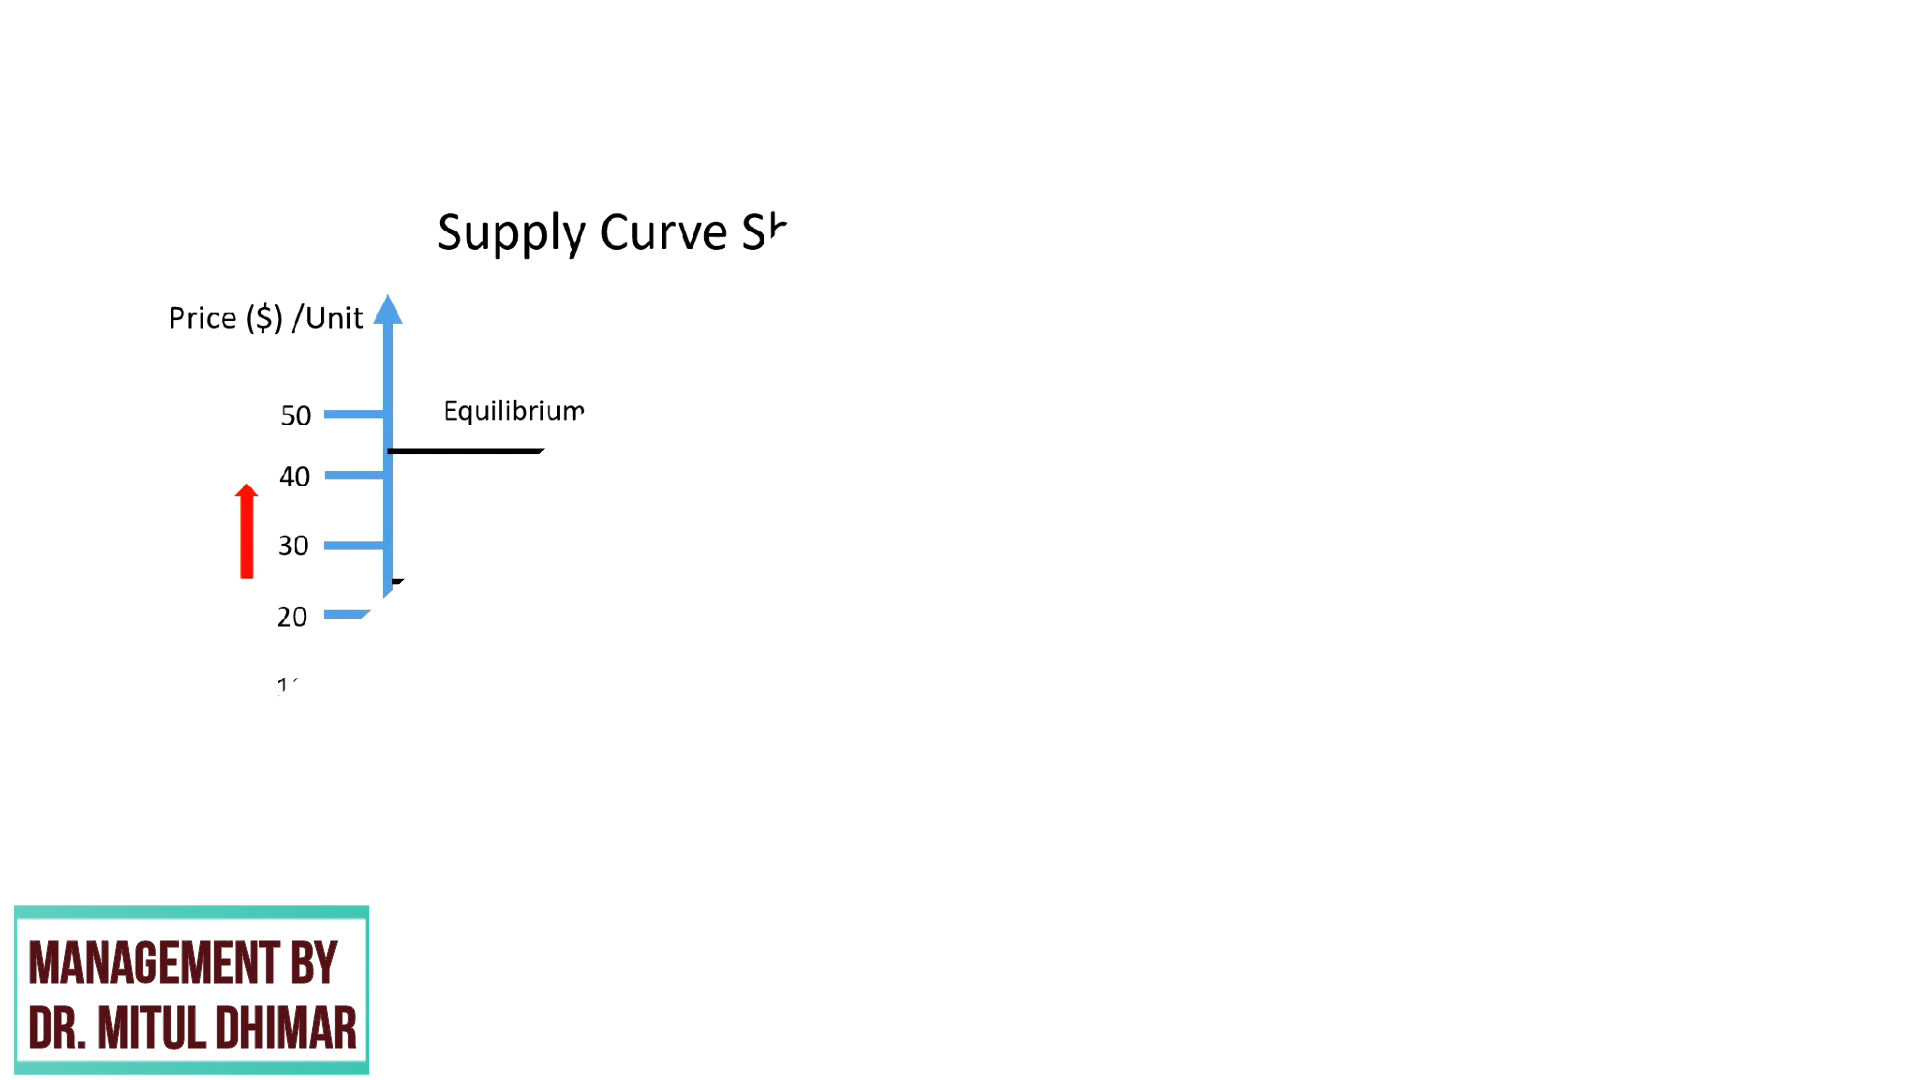 Supply Curve
Price ($) /Unit
50
Equilibrium
40
30
20
MANAGEMENT BY
DR. MITUL DHIMAR